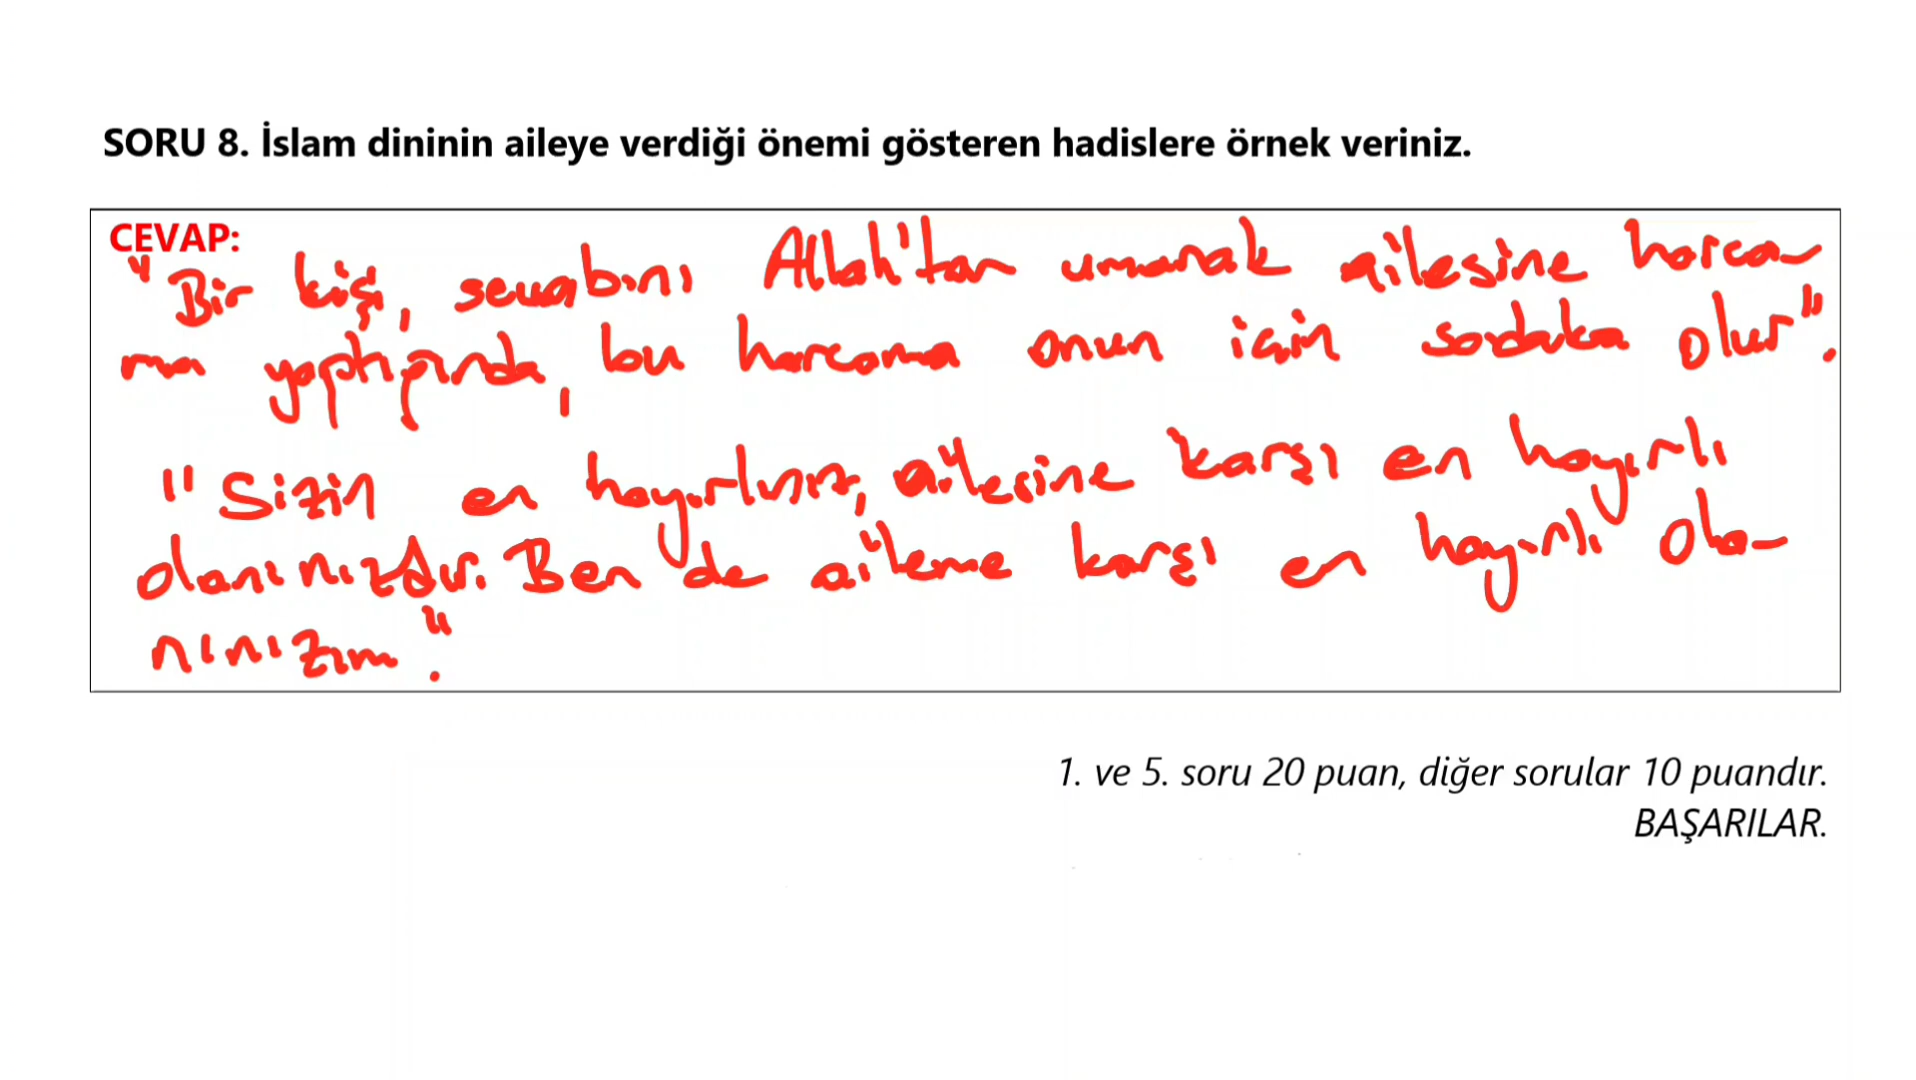 SORU 8. İslam dininin aileye verdiği önemi gösteren hadislere örnek veriniz.
CEVAP:
"Bir kişi, sevabını Allah'tan umarak ailesine harca-
ma yaptığında, bu harcama onun için sadaka olur".
"Sizin en hayırlınız, ailesine karşı en hayırlı
olanınızdır. Ben de aileme karşı en hayırlı ola-
nınızım".
1. ve 5. soru 20 puan, diğer sorular 10 puandır.
BAŞARILAR.